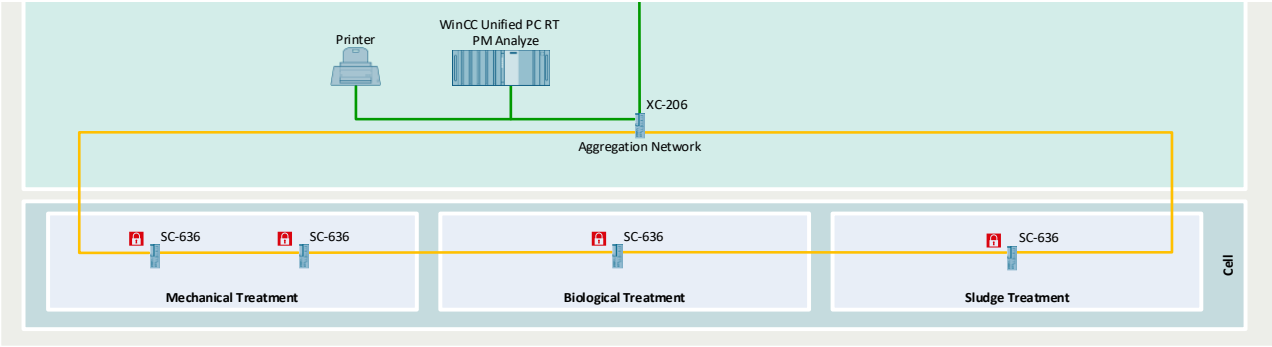 WinCC Unified PC RT
PM Analyze
Printer
XC-206
Aggregation Network
SC-636
SC-636
SC-636
SC-636
Cell
Mechanical Treatment
Biological Treatment
Sludge Treatment